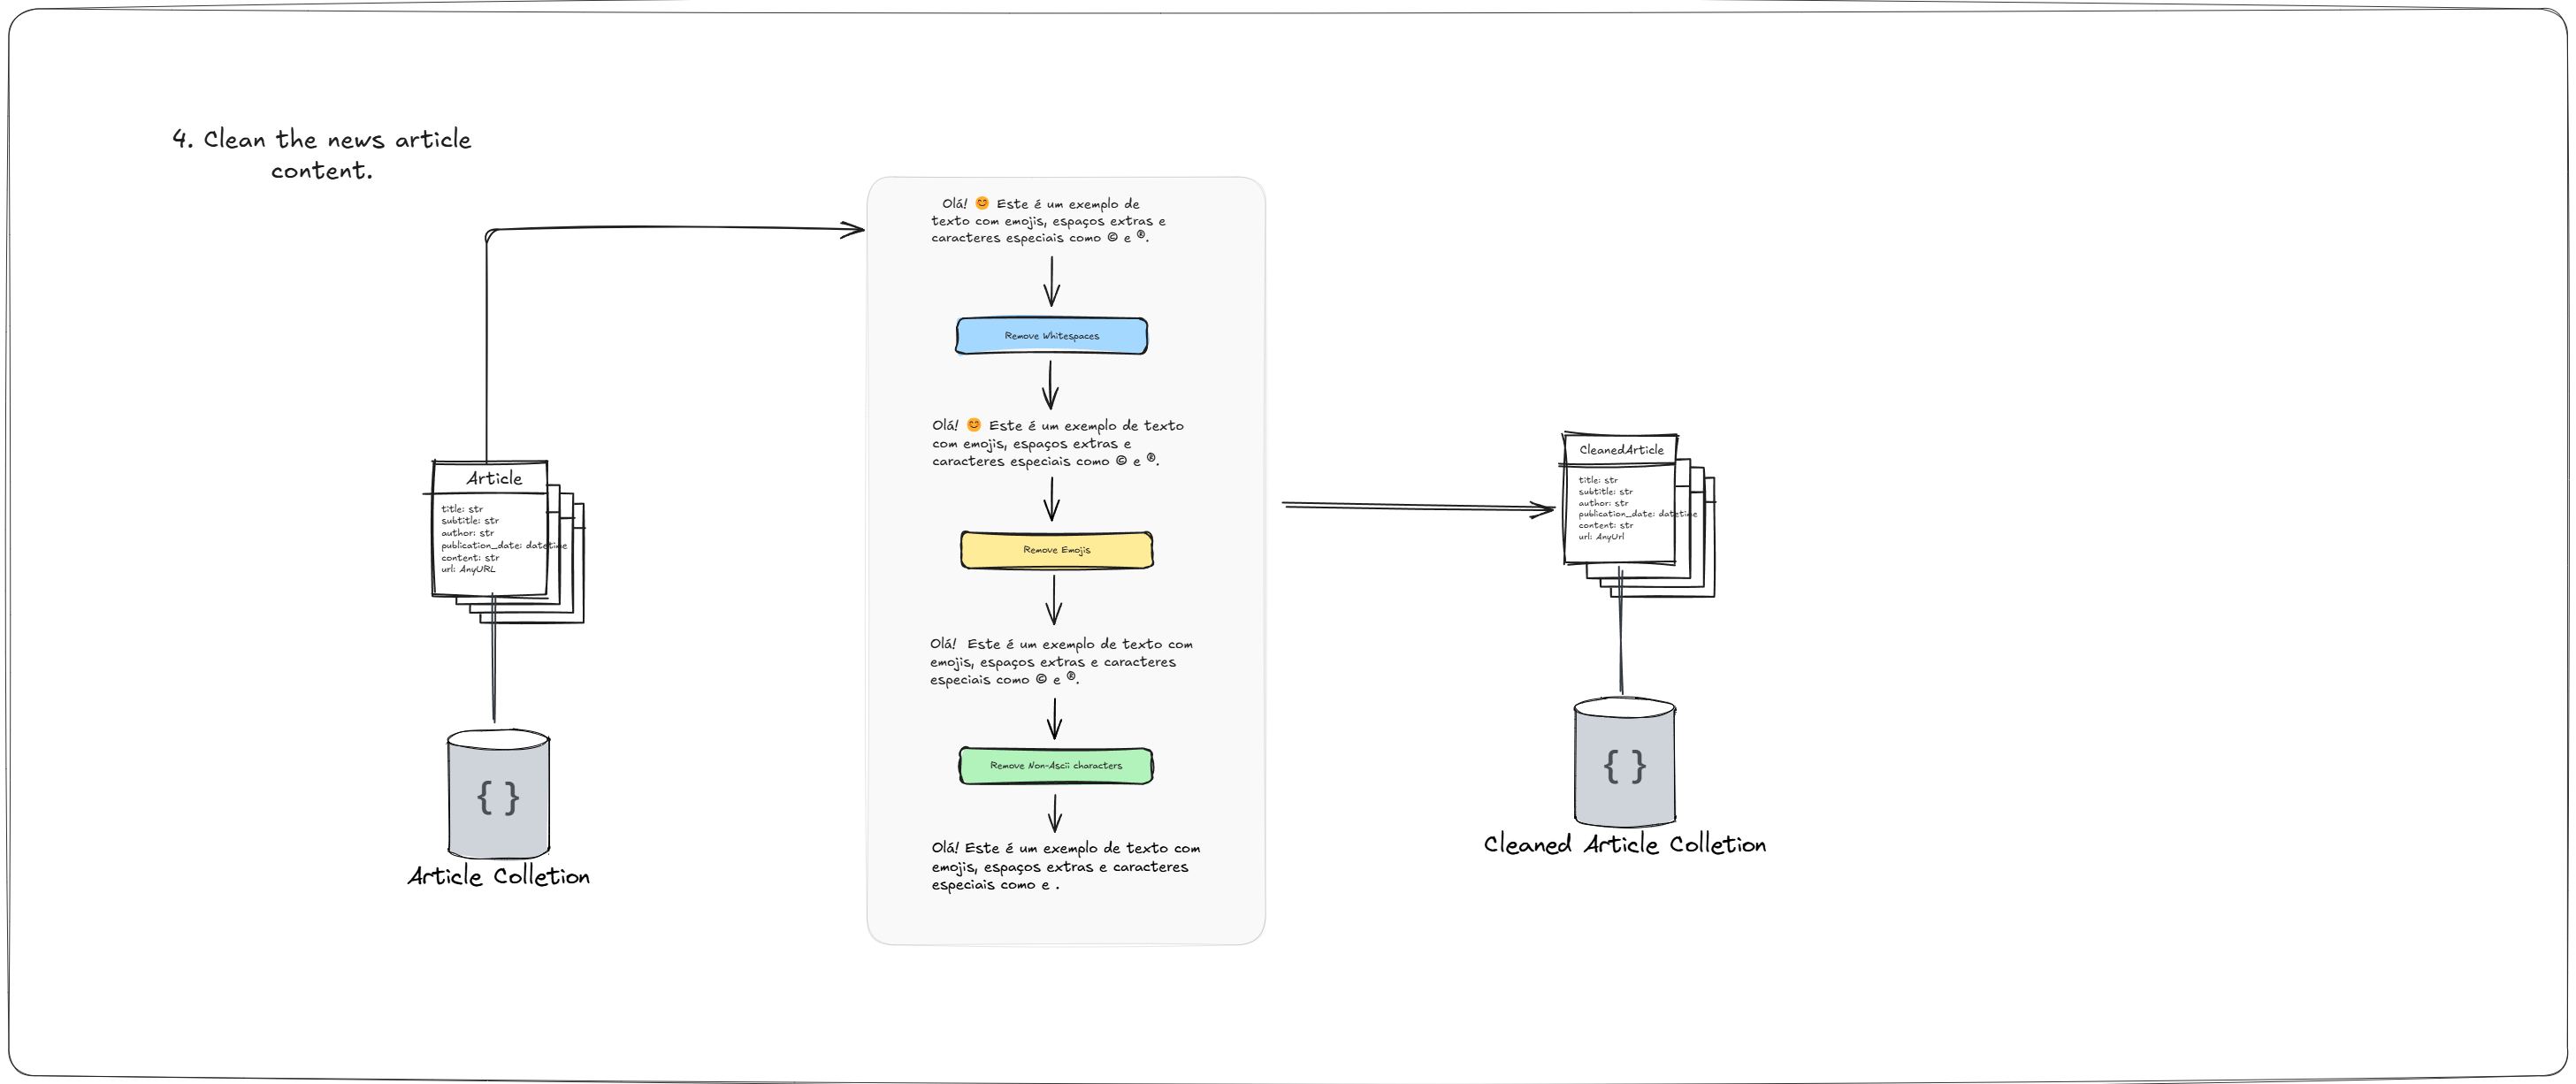 4. Clean the news article
content.
Article
title: str
subtitle: str
author: str
publication_date: datetime
content: str
url: AnyURL
{ }
Article Colletion
Olá! 😊 Este é um exemplo de
texto com emojis, espaços extras e
caracteres especiais como © e ®.
Remove Whitespaces
Olá! 😊 Este é um exemplo de texto
com emojis, espaços extras e
caracteres especiais como © e ®.
Remove Emojis
Olá!  Este é um exemplo de texto com
emojis, espaços extras e caracteres
especiais como © e ®.
Remove Non-Ascii characters
Olá! Este é um exemplo de texto com
emojis, espaços extras e caracteres
especiais como e .
CleanedArticle
title: str
subtitle: str
author: str
publication_date: datetime
content: str
url: AnyUrl
{ }
Cleaned Article Colletion